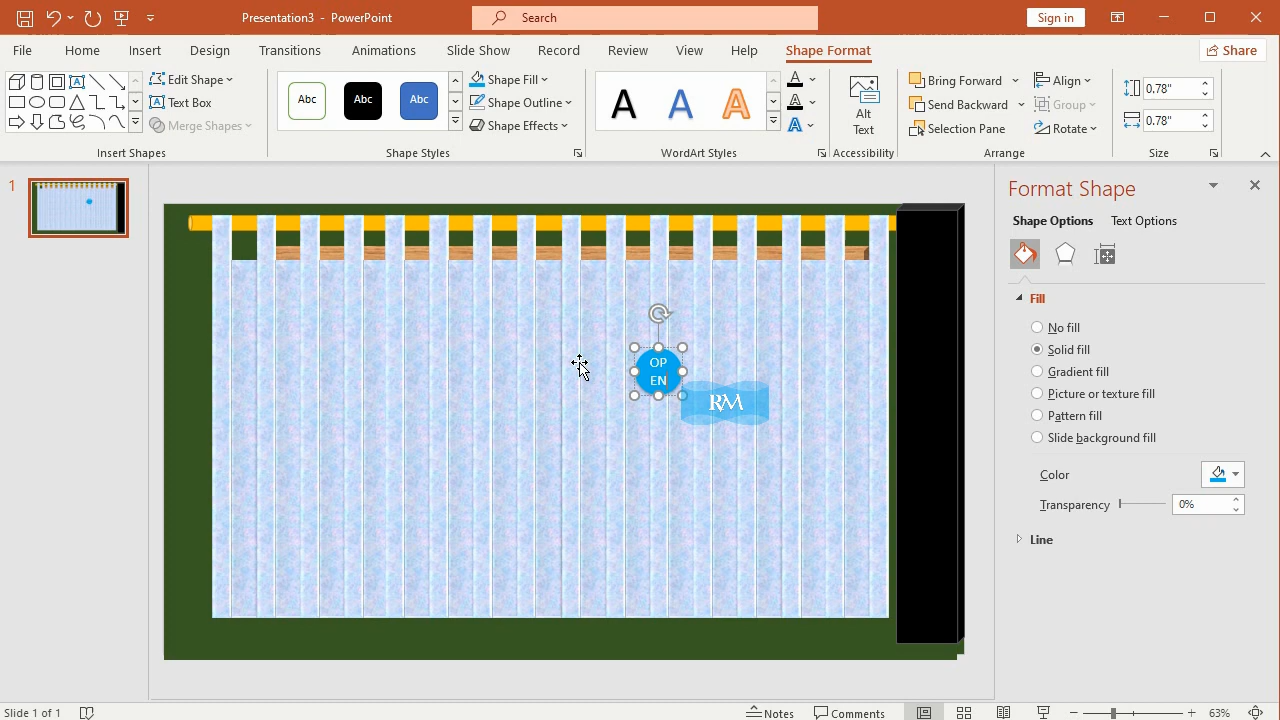 Presentation3 - PowerPoint
Search
Sign in
File
Home
Insert
Design
Transitions
Animations
Slide Show
Record
Review
View
Help
Shape Format
Share
Edit Shape
Text Box
Merge Shapes
Insert Shapes
Abc
Abc
Abc
Shape Fill
Shape Outline
Shape Effects
Shape Styles
A
A
A
A
A
A
WordArt Styles
Alt
Text
Accessibility
Bring Forward
Send Backward
Selection Pane
Align
Group
Rotate
Arrange
0.78"
0.78"
Size
1
OP
EN
RM
Format Shape
Shape Options
Text Options
Fill
No fill
Solid fill
Gradient fill
Picture or texture fill
Pattern fill
Slide background fill
Color
Transparency
0%
Line
Slide 1 of 1
Notes
Comments
63%